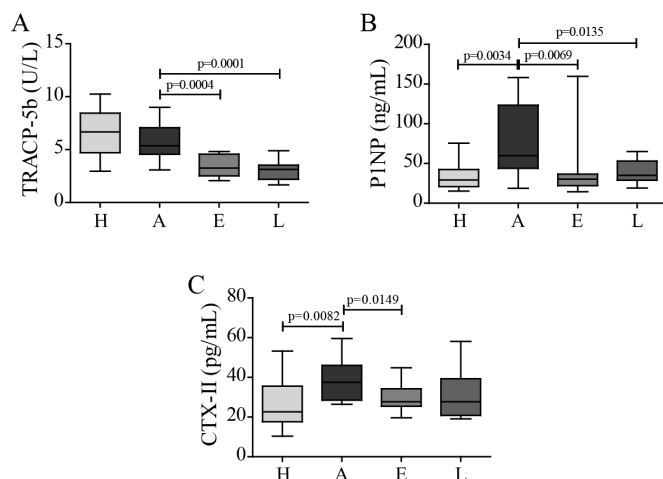 A
TRACP-5b (U/L)
15
10
5
0
p=0.0001
p=0.0004
H A E L
B
P1NP (ng/mL)
200
150
100
50
0
p=0.0135
p=0.0034 p=0.0069
H A E L
C
CTX-II (pg/mL)
80
60
40
20
0
p=0.0149
p=0.0082
H A E L